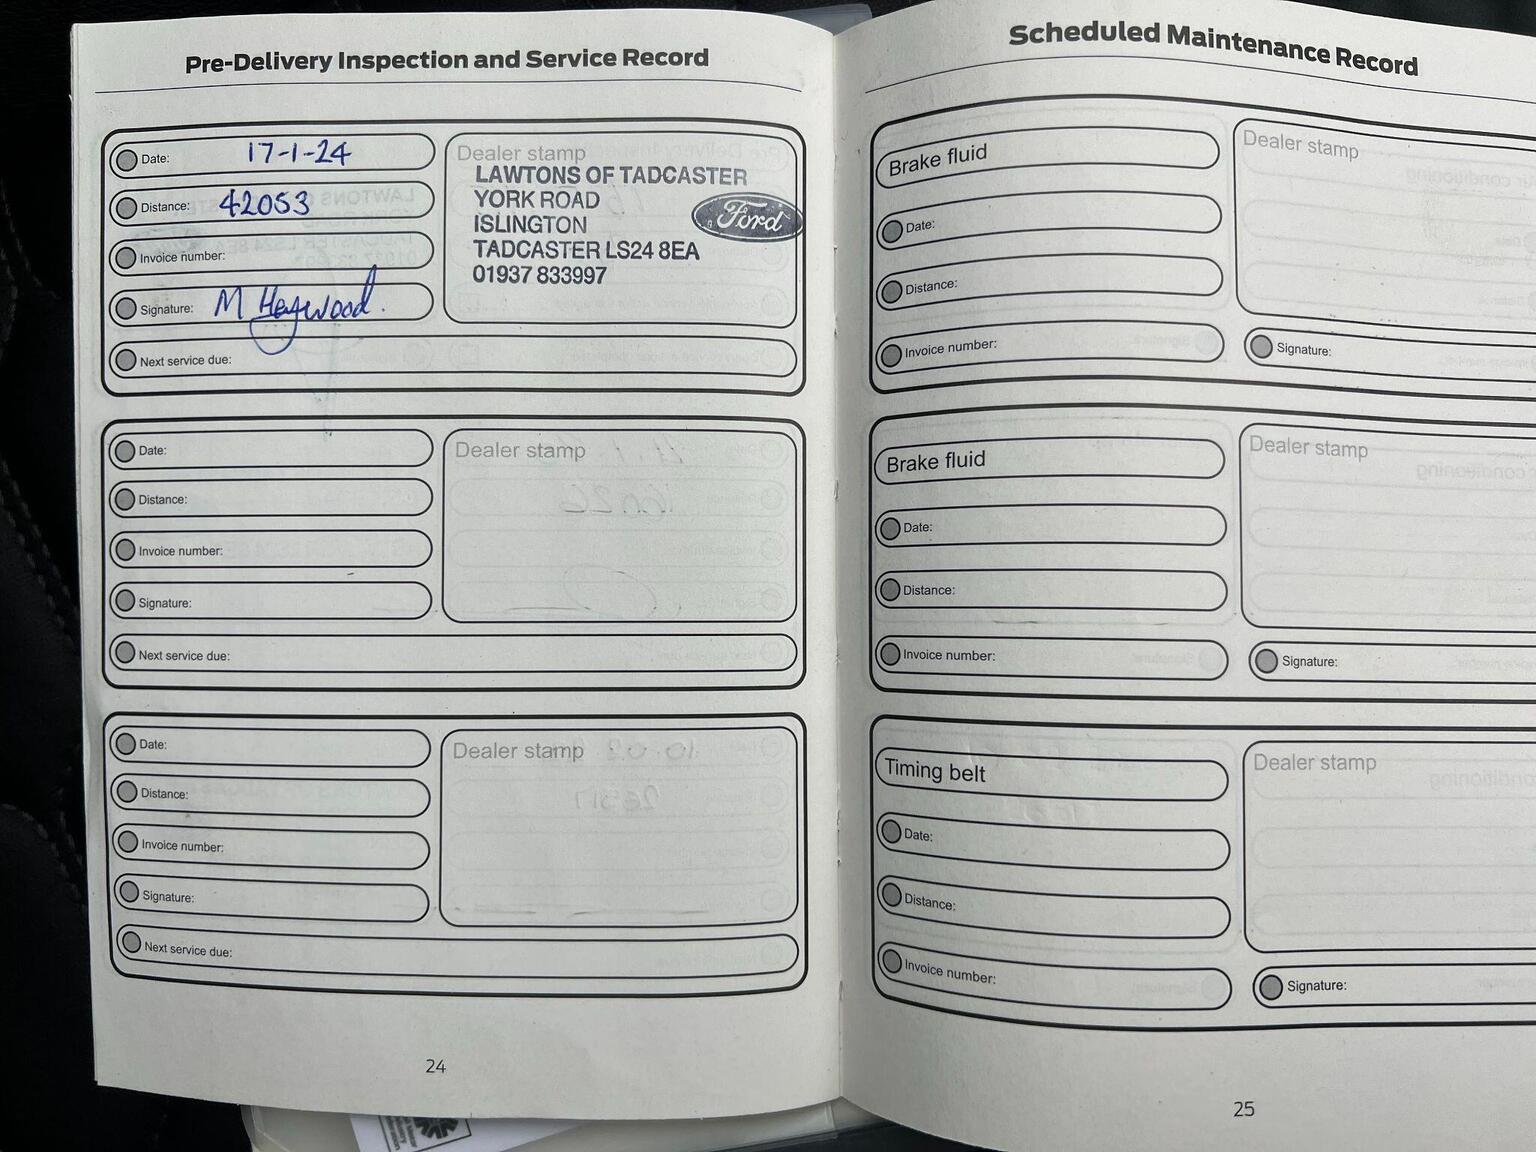 Pre-Delivery Inspection and Service Record
Date: 17-1-24
Distance: 42053
Invoice number:
Signature: M Heywood.
Next service due:
Dealer stamp
LAWTONS OF TADCASTER
YORK ROAD
ISLINGTON
TADCASTER LS24 8EA
01937 833997
Ford
Date:
Distance:
Invoice number:
Signature:
Next service due:
Dealer stamp
Date:
Distance:
Invoice number:
Signature:
Next service due:
Dealer stamp
24
Scheduled Maintenance Record
Brake fluid
Date:
Distance:
Invoice number:
Dealer stamp
Signature:
Brake fluid
Date:
Distance:
Invoice number:
Dealer stamp
Signature:
Timing belt
Date:
Distance:
Invoice number:
Dealer stamp
Signature:
25